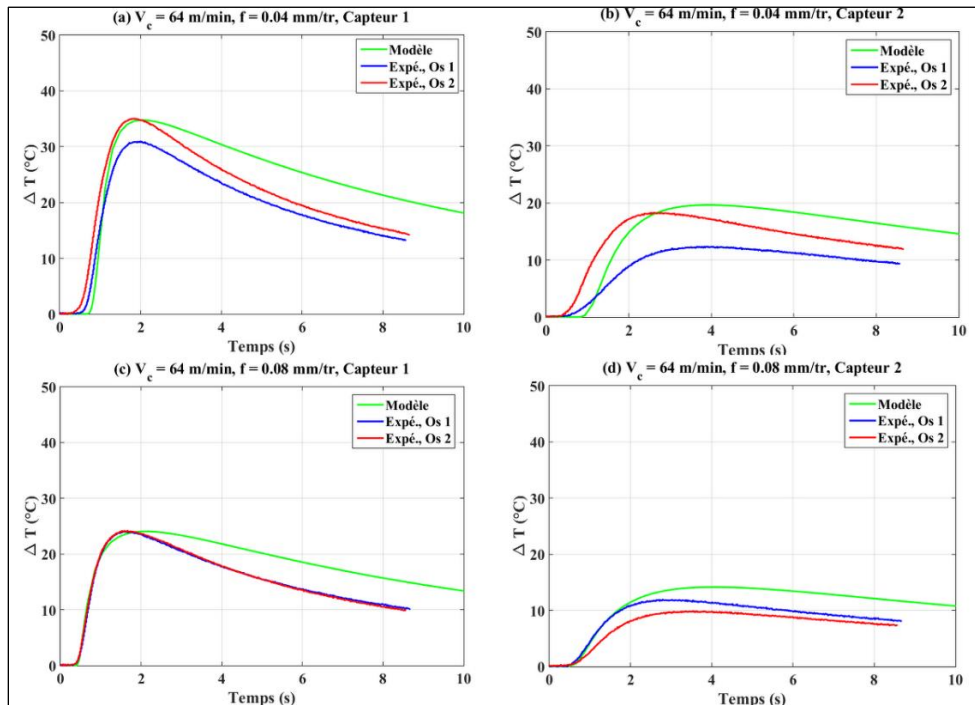 (a) V_c = 64 m/min, f = 0.04 mm/tr, Capteur 1
50
40
30
20
10
0
Δ T (°C)
Modèle
Expé., Os 1
Expé., Os 2
0 2 4 6 8 10
Temps (s)
(b) V_c = 64 m/min, f = 0.04 mm/tr, Capteur 2
50
40
30
20
10
0
Δ T (°C)
Modèle
Expé., Os 1
Expé., Os 2
0 2 4 6 8 10
Temps (s)
(c) V_c = 64 m/min, f = 0.08 mm/tr, Capteur 1
50
40
30
20
10
0
Δ T (°C)
Modèle
Expé., Os 1
Expé., Os 2
0 2 4 6 8 10
Temps (s)
(d) V_c = 64 m/min, f = 0.08 mm/tr, Capteur 2
50
40
30
20
10
0
Δ T (°C)
Modèle
Expé., Os 1
Expé., Os 2
0 2 4 6 8 10
Temps (s)